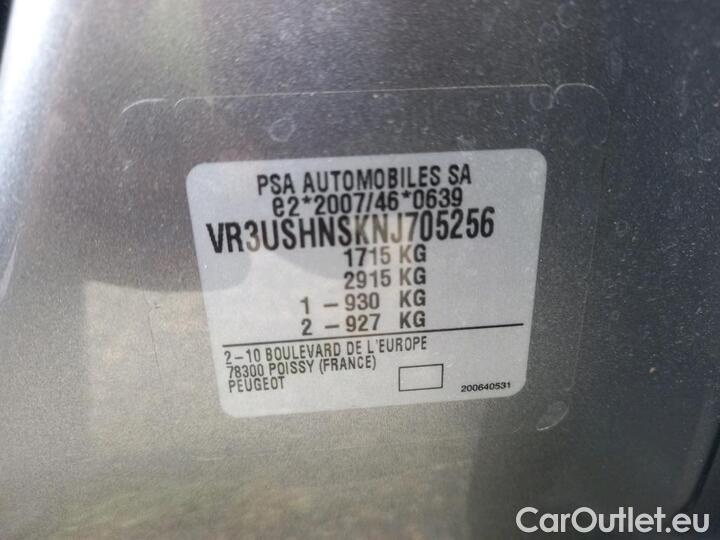 PSA AUTOMOBILES SA
e2*2007/46*0639
VR3USHNSKNJ705256
1715 KG
2915 KG
1 - 930 KG
2 - 927 KG
2-10 BOULEVARD DE L'EUROPE
78300 POISSY (FRANCE)
PEUGEOT
200640531
CarOutlet.eu